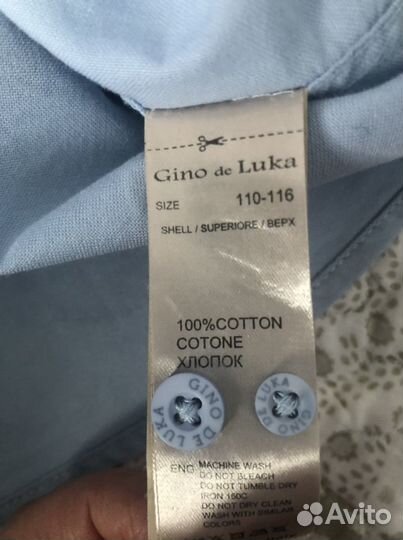 Gino de Luka
SIZE 110-116
SHELL / SUPERIORE / ВЕРХ
100%COTTON
COTONE
ХЛОПОК
GINO DE LUKA
GINO DE LUKA
ENG MACHINE WASH
DO NOT BLEACH
DO NOT TUMBLE DRY
IRON 150C
DO NOT DRY CLEAN
WASH WITH SIMILAR
COLORS
Avito